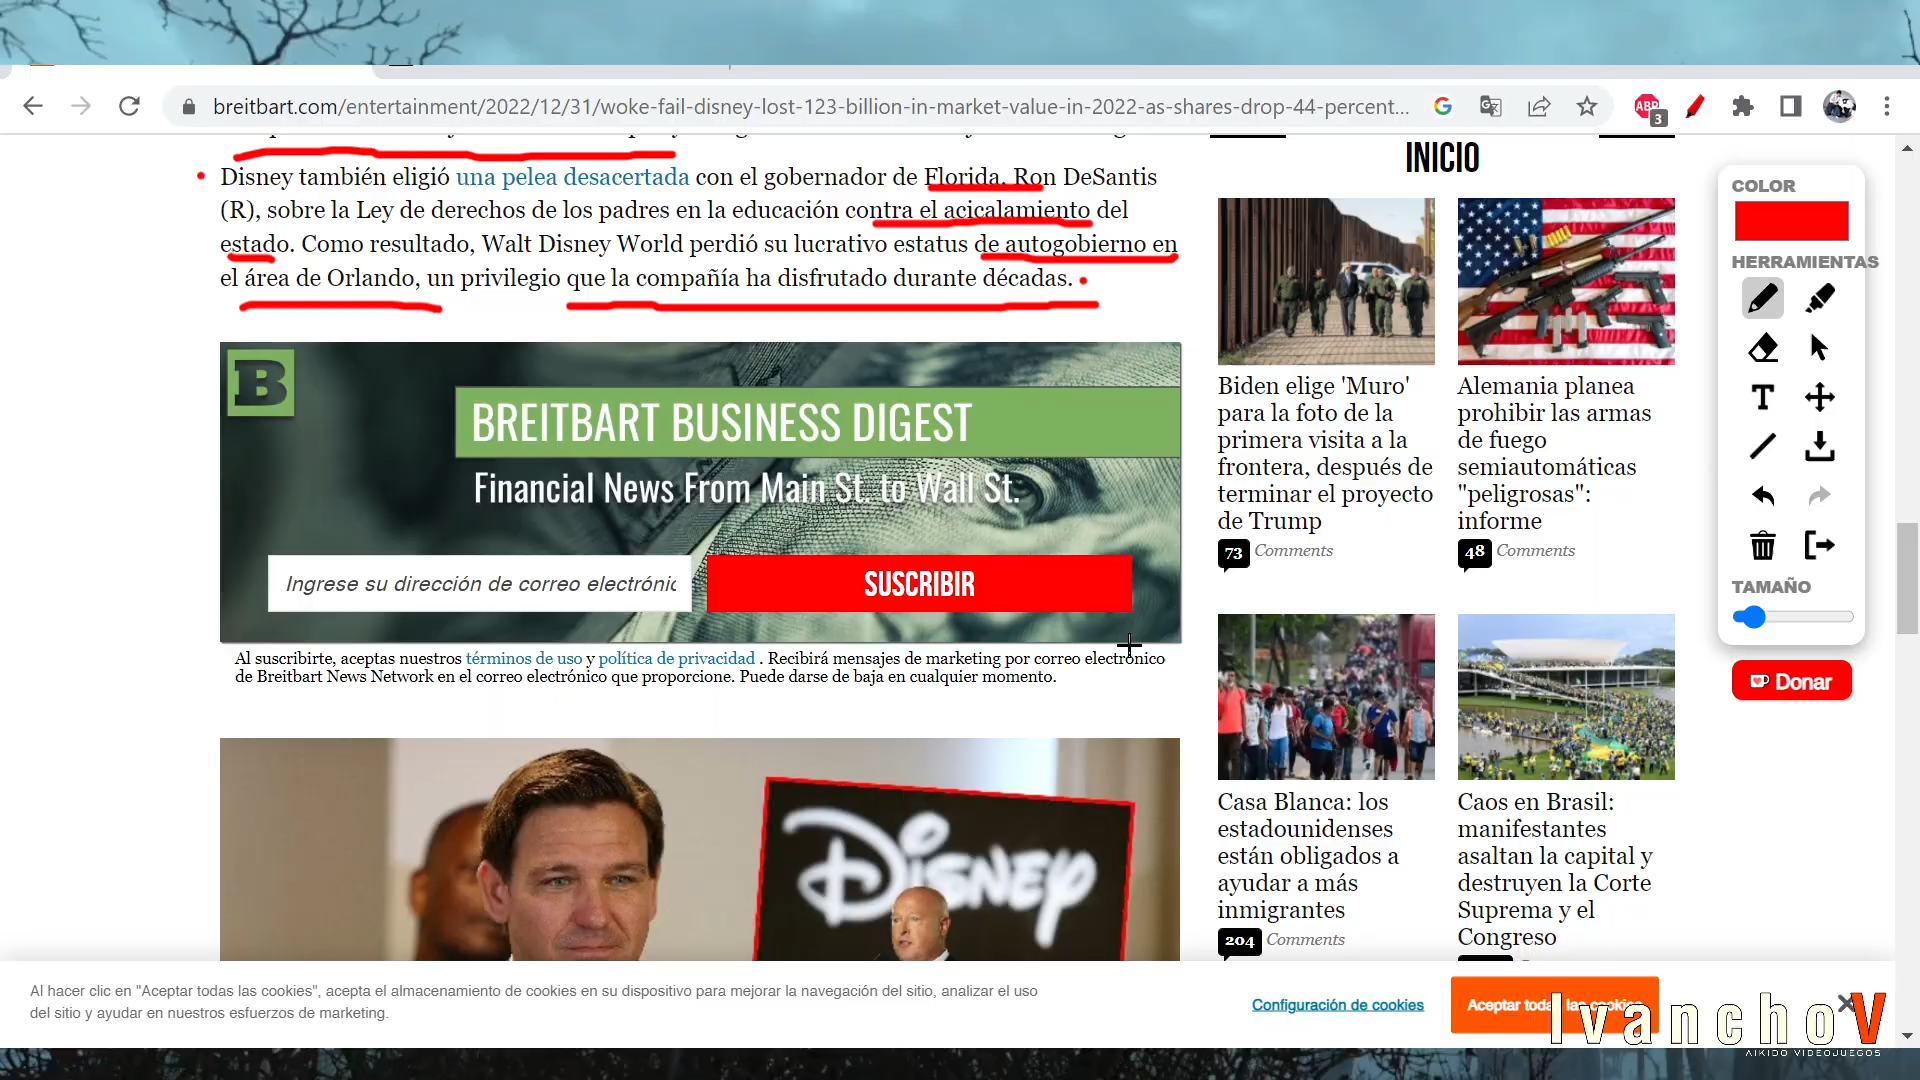 breitbart.com/entertainment/2022/12/31/woke-fail-disney-lost-123-billion-in-market-value-in-2022-as-shares-drop-44-percent...
ABP
3
Disney también eligió una pelea desacertada con el gobernador de Florida, Ron DeSantis
(R), sobre la Ley de derechos de los padres en la educación contra el acicalamiento del
estado. Como resultado, Walt Disney World perdió su lucrativo estatus de autogobierno en
el área de Orlando, un privilegio que la compañía ha disfrutado durante décadas.
B
BREITBART BUSINESS DIGEST
Financial News From Main St. to Wall St.
Ingrese su dirección de correo electrónic
SUSCRIBIR
Al suscribirte, aceptas nuestros términos de uso y política de privacidad . Recibirá mensajes de marketing por correo electrónico
de Breitbart News Network en el correo electrónico que proporcione. Puede darse de baja en cualquier momento.
Disney
INICIO
Biden elige 'Muro'
para la foto de la
primera visita a la
frontera, después de
terminar el proyecto
de Trump
73 Comments
Alemania planea
prohibir las armas
de fuego
semiautomáticas
"peligrosas":
informe
48 Comments
Casa Blanca: los
estadounidenses
están obligados a
ayudar a más
inmigrantes
204 Comments
Caos en Brasil:
manifestantes
asaltan la capital y
destruyen la Corte
Suprema y el
Congreso
COLOR
HERRAMIENTAS
T
TAMAÑO
Donar
Al hacer clic en "Aceptar todas las cookies", acepta el almacenamiento de cookies en su dispositivo para mejorar la navegación del sitio, analizar el uso
del sitio y ayudar en nuestros esfuerzos de marketing.
Configuración de cookies
Aceptar todas las cookies
IvanchoV
AIKIDO VIDEOJUEGOS